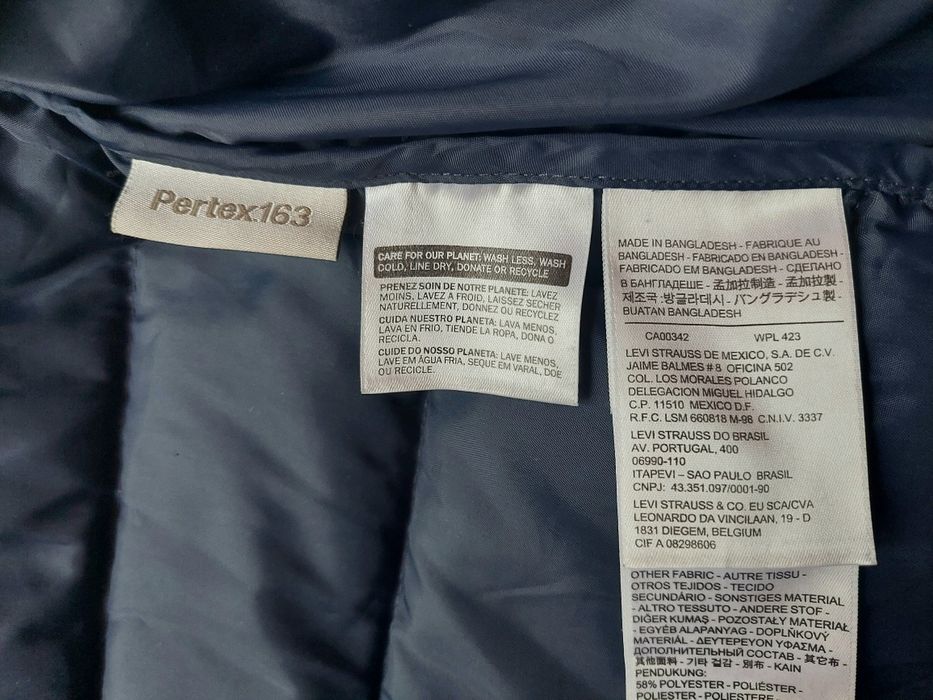 Pertex.163
CARE FOR OUR PLANET: WASH LESS, WASH
COLD, LINE DRY, DONATE OR RECYCLE
PRENEZ SOIN DE NOTRE PLANETE: LAVEZ
MOINS, LAVEZ A FROID, LAISSEZ SECHER
NATURELLEMENT, DONNEZ OU RECYCLEZ
CUIDA NUESTRO PLANETA: LAVA MENOS,
LAVA EN FRIO, TIENDE LA ROPA, DONA O
RECICLA.
CUIDE DO NOSSO PLANETA: LAVE MENOS,
LAVE EM ÁGUA FRIA, SEQUE EM VARAL, DOE
OU RECICLE.
MADE IN BANGLADESH - FABRIQUE AU
BANGLADESH - FABRICADO EN BANGLADESH -
FABRICADO EM BANGLADESH - СДЕЛАНО
В БАНГЛАДЕШЕ - 孟加拉制造 - 孟加拉製 -
제조국 :방글라데시 - バングラデシュ製 -
BUATAN BANGLADESH
CA00342 WPL 423
LEVI STRAUSS DE MEXICO, S.A. DE C.V.
JAIME BALMES # 8 OFICINA 502
COL. LOS MORALES POLANCO
DELEGACION MIGUEL HIDALGO
C.P. 11510 MEXICO D.F.
R.F.C. LSM 660818 M-98 C.N.I.V. 3337
LEVI STRAUSS DO BRASIL
AV. PORTUGAL, 400
06990-110
ITAPEVI – SAO PAULO BRASIL
CNPJ: 43.351.097/0001-90
LEVI STRAUSS & CO. EU SCA/CVA
LEONARDO DA VINCILAAN, 19 - D
1831 DIEGEM, BELGIUM
CIF A 08298606
OTHER FABRIC - AUTRE TISSU -
OTROS TEJIDOS - TECIDO
SECUNDÁRIO - SONSTIGES MATERIAL
- ALTRO TESSUTO - ANDERE STOF -
DIĞER KUMAŞ - POZOSTAŁY MATERIAŁ
- EGYÉB ALAPANYAG - DOPLŇKOVÝ
MATERIÁL - ΔΕΥΤΕΡΕΥΟΝ ΥΦΑΣΜΑ -
ДОПОЛНИТЕЛЬНЫЙ СОСТАВ - 其它布 -
其他面料 - 기타 겉감 - 別布 - KAIN
PENDUKUNG:
58% POLYESTER - POLIÉSTER -
POLIESTER - POLIESTERE